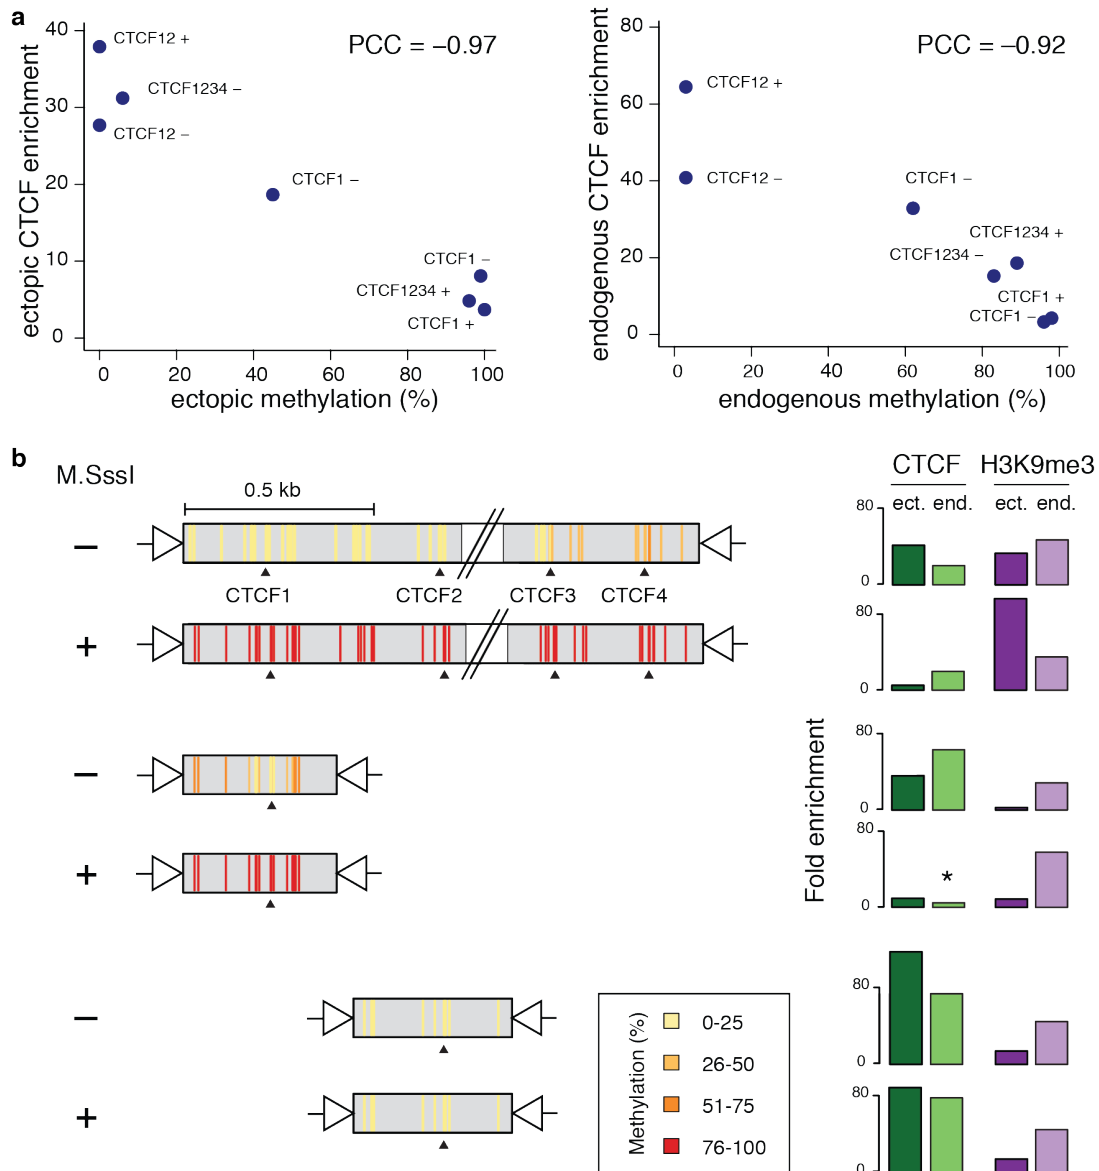 a
40
30
20
10
0
ectopic CTCF enrichment
PCC = –0.97
CTCF12 +
CTCF1234 –
CTCF12 –
CTCF1 –
CTCF1 –
CTCF1234 +
CTCF1 +
0 20 40 60 80 100
ectopic methylation (%)
80
60
40
20
0
endogenous CTCF enrichment
PCC = –0.92
CTCF12 +
CTCF12 –
CTCF1 –
CTCF1234 +
CTCF1234 –
CTCF1 +
CTCF1 –
0 20 40 60 80 100
endogenous methylation (%)
b
M.SssI
0.5 kb
CTCF H3K9me3
ect. end. ect. end.
–
80
0
CTCF1 CTCF2 CTCF3 CTCF4
+
80
0
Fold enrichment
–
80
0
+
80
*
0
–
80
0
+
80
0
Methylation (%)
0-25
26-50
51-75
76-100